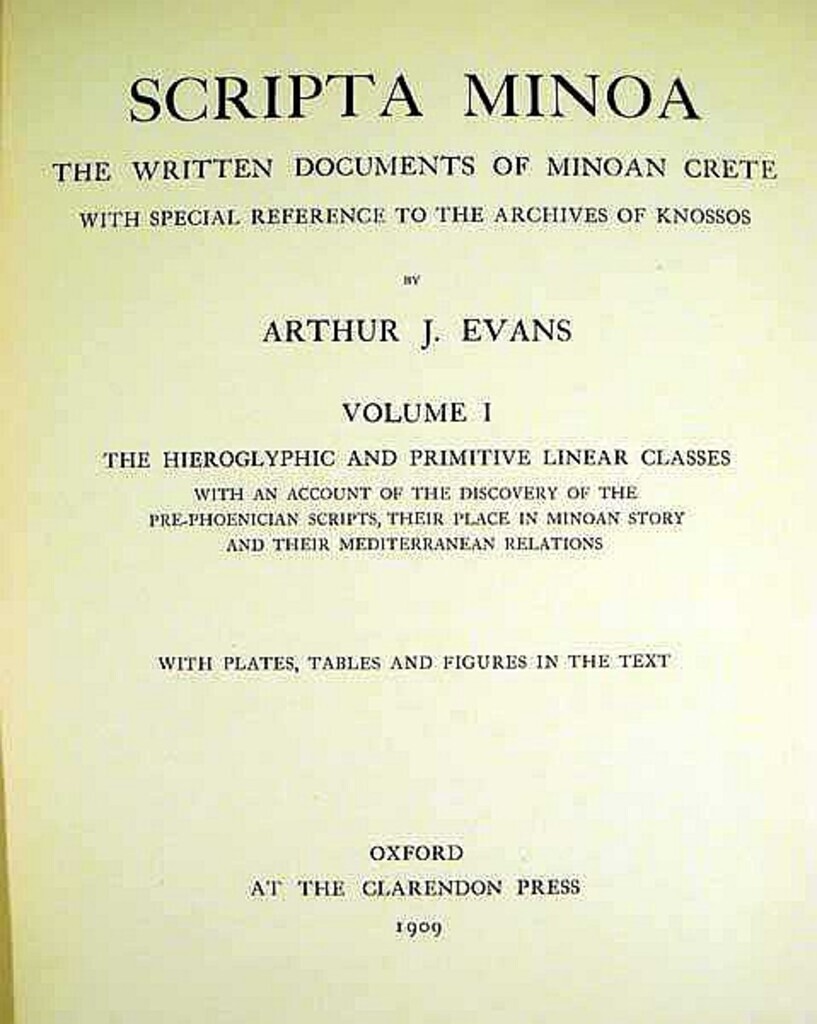 SCRIPTA MINOA
THE WRITTEN DOCUMENTS OF MINOAN CRETE
WITH SPECIAL REFERENCE TO THE ARCHIVES OF KNOSSOS
BY
ARTHUR J. EVANS
VOLUME I
THE HIEROGLYPHIC AND PRIMITIVE LINEAR CLASSES
WITH AN ACCOUNT OF THE DISCOVERY OF THE
PRE-PHOENICIAN SCRIPTS, THEIR PLACE IN MINOAN STORY
AND THEIR MEDITERRANEAN RELATIONS
WITH PLATES, TABLES AND FIGURES IN THE TEXT
OXFORD
AT THE CLARENDON PRESS
1909